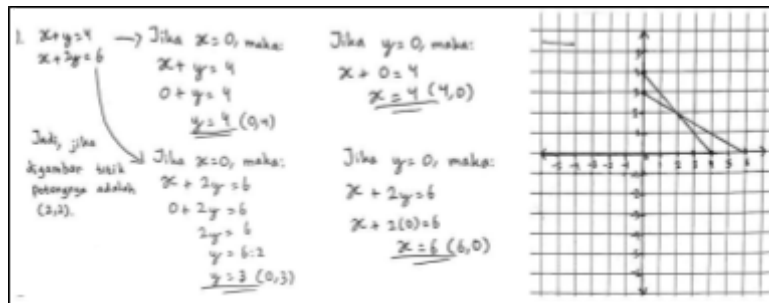 1. x+y=4
x+2y=6
→ Jika x=0, maka:
x + y = 4
0 + y = 4
y = 4 (0,4)
Jika y=0, maka:
x + 0 = 4
x = 4 (4,0)
Jadi, jika
digambar titik
potongnya adalah
(2,2).
Jika x=0, maka:
x + 2y = 6
0 + 2y = 6
2y = 6
y = 6:2
y = 3 (0,3)
Jika y=0, maka:
x + 2y = 6
x + 2(0) = 6
x = 6 (6,0)